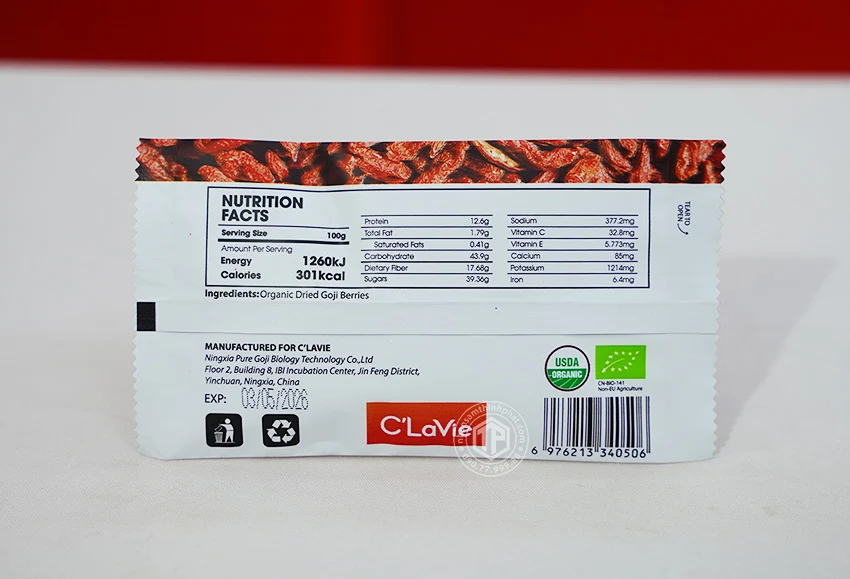 NUTRITION
FACTS
Serving Size 100g
Amount Per Serving
Energy 1260kJ
Calories 301kcal
Protein 12.6g
Total Fat 1.79g
Saturated Fats 0.41g
Carbohydrate 43.9g
Dietary Fiber 17.68g
Sugars 39.36g
Sodium 377.2mg
Vitamin C 32.8mg
Vitamin E 5.773mg
Calcium 85mg
Potassium 1214mg
Iron 6.4mg
TEAR TO
OPEN
Ingredients: Organic Dried Goji Berries
MANUFACTURED FOR C'LAVIE
Ningxia Pure Goji Biology Technology Co.,Ltd
Floor 2, Building 8, IBI Incubation Center, Jin Feng District,
Yinchuan, Ningxia, China
EXP: 03/05/2026
C'LaVie
USDA
ORGANIC
CN-BIO-141
Non-EU Agriculture
6 976213 340506